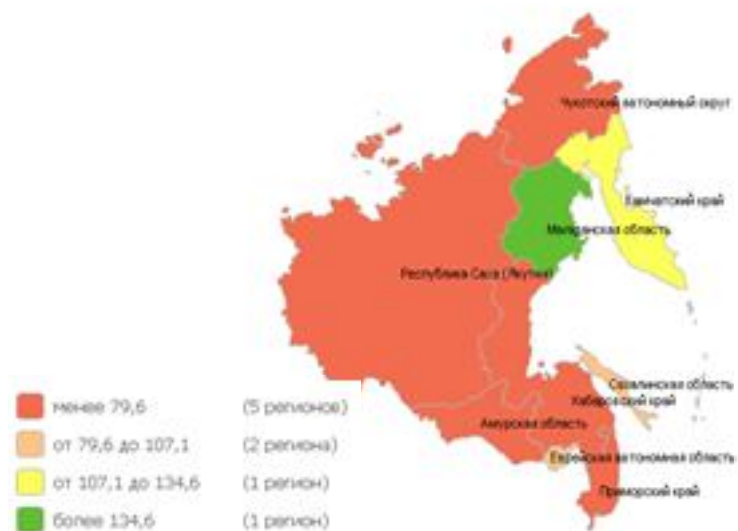 Чукотский автономный округ
Камчатский край
Магаданская область
Республика Саха (Якутия)
Сахалинская область
Хабаровский край
Амурская область
Еврейская автономная область
Приморский край
менее 79,6 (5 регионов)
от 79,6 до 107,1 (2 региона)
от 107,1 до 134,6 (1 регион)
более 134,6 (1 регион)